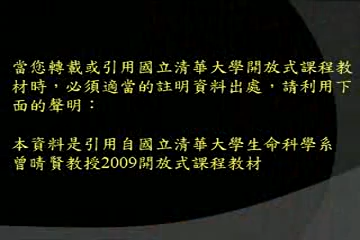 當您轉載或引用國立清華大學開放式課程教
材時，必須適當的註明資料出處，請利用下
面的聲明：
本資料是引用自國立清華大學生命科學系
曾晴賢教授2009開放式課程教材